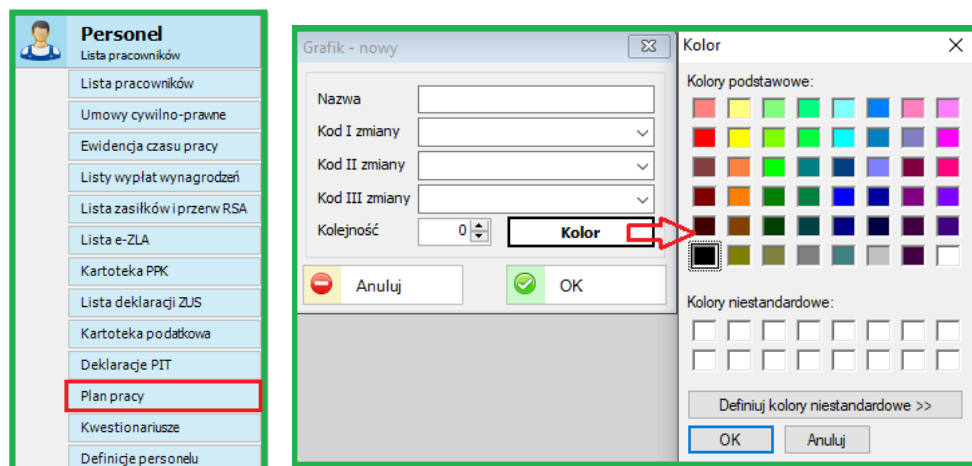 Personel
Lista pracowników
Lista pracowników
Umowy cywilno-prawne
Ewidencja czasu pracy
Listy wypłat wynagrodzeń
Lista zasiłków i przerw RSA
Lista e-ZLA
Kartoteka PPK
Lista deklaracji ZUS
Kartoteka podatkowa
Deklaracje PIT
Plan pracy
Kwestionariusze
Definicje personelu
Grafik - nowy
Nazwa
Kod I zmiany
Kod II zmiany
Kod III zmiany
Kolejność 0 Kolor
Anuluj OK
Kolor
Kolory podstawowe:
Kolory niestandardowe:
Definiuj kolory niestandardowe >>
OK Anuluj